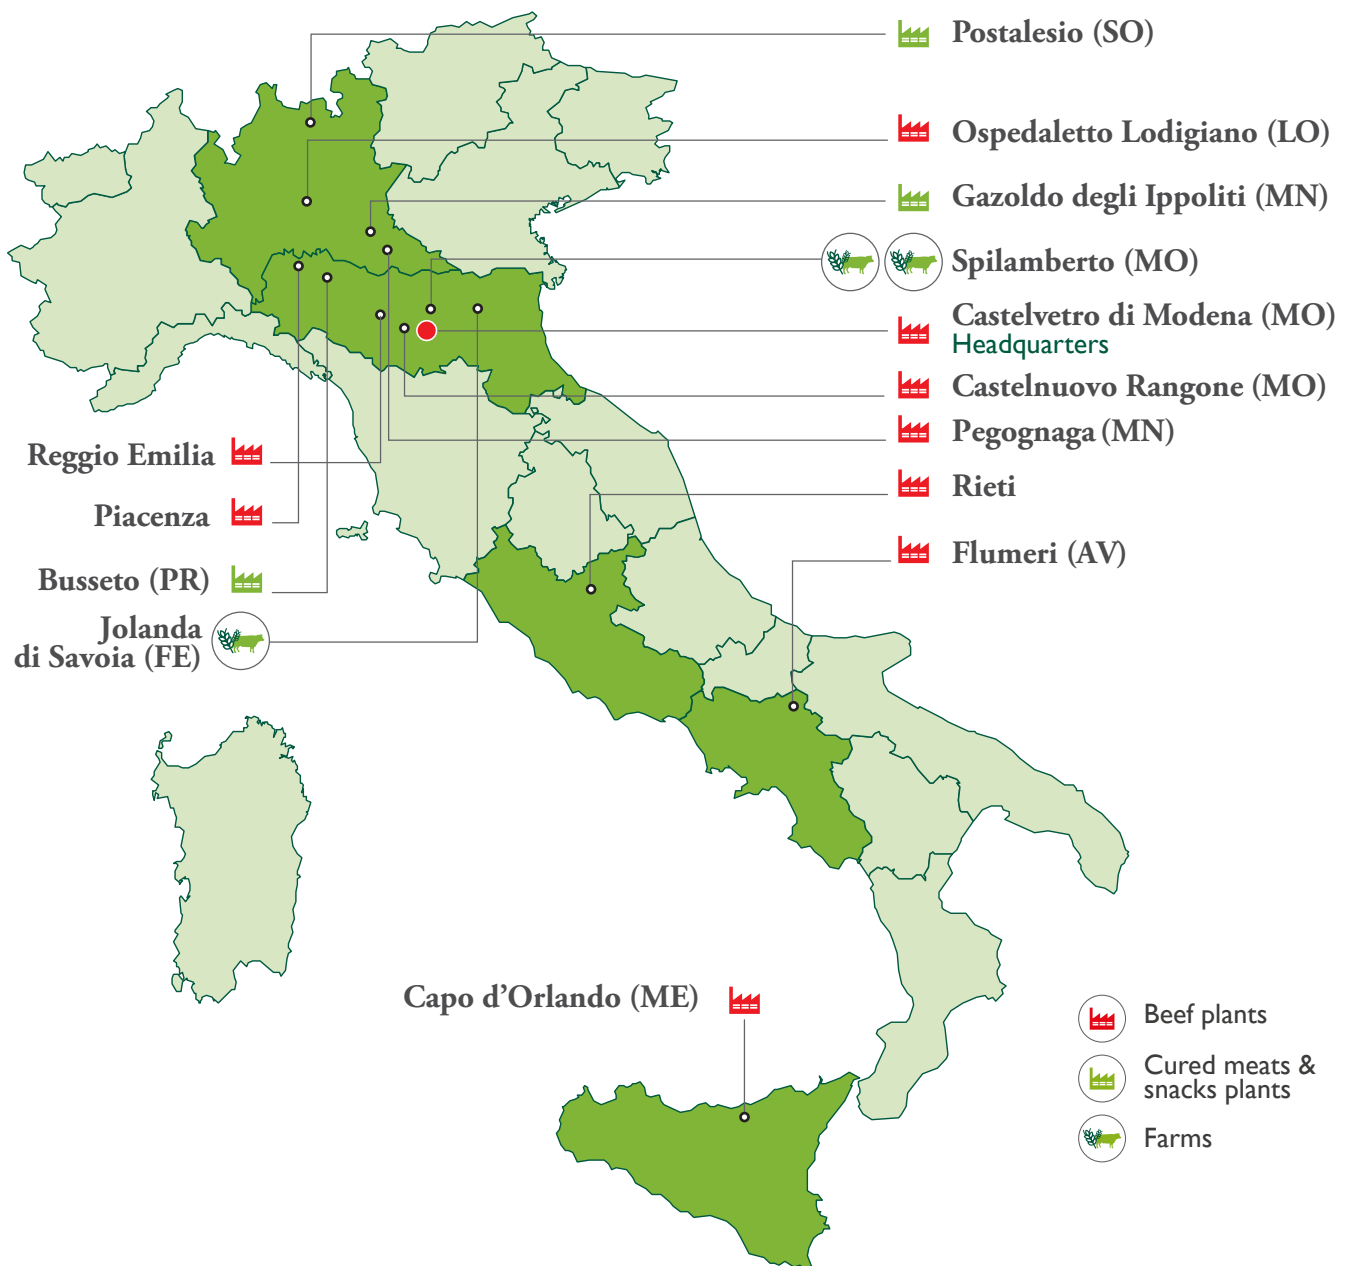 Postalesio (SO)
Ospedaletto Lodigiano (LO)
Gazoldo degli Ippoliti (MN)
Spilamberto (MO)
Castelvetro di Modena (MO)
Headquarters
Castelnuovo Rangone (MO)
Pegognaga (MN)
Rieti
Flumeri (AV)
Reggio Emilia
Piacenza
Busseto (PR)
Jolanda
di Savoia (FE)
Capo d’Orlando (ME)
Beef plants
Cured meats &
snacks plants
Farms